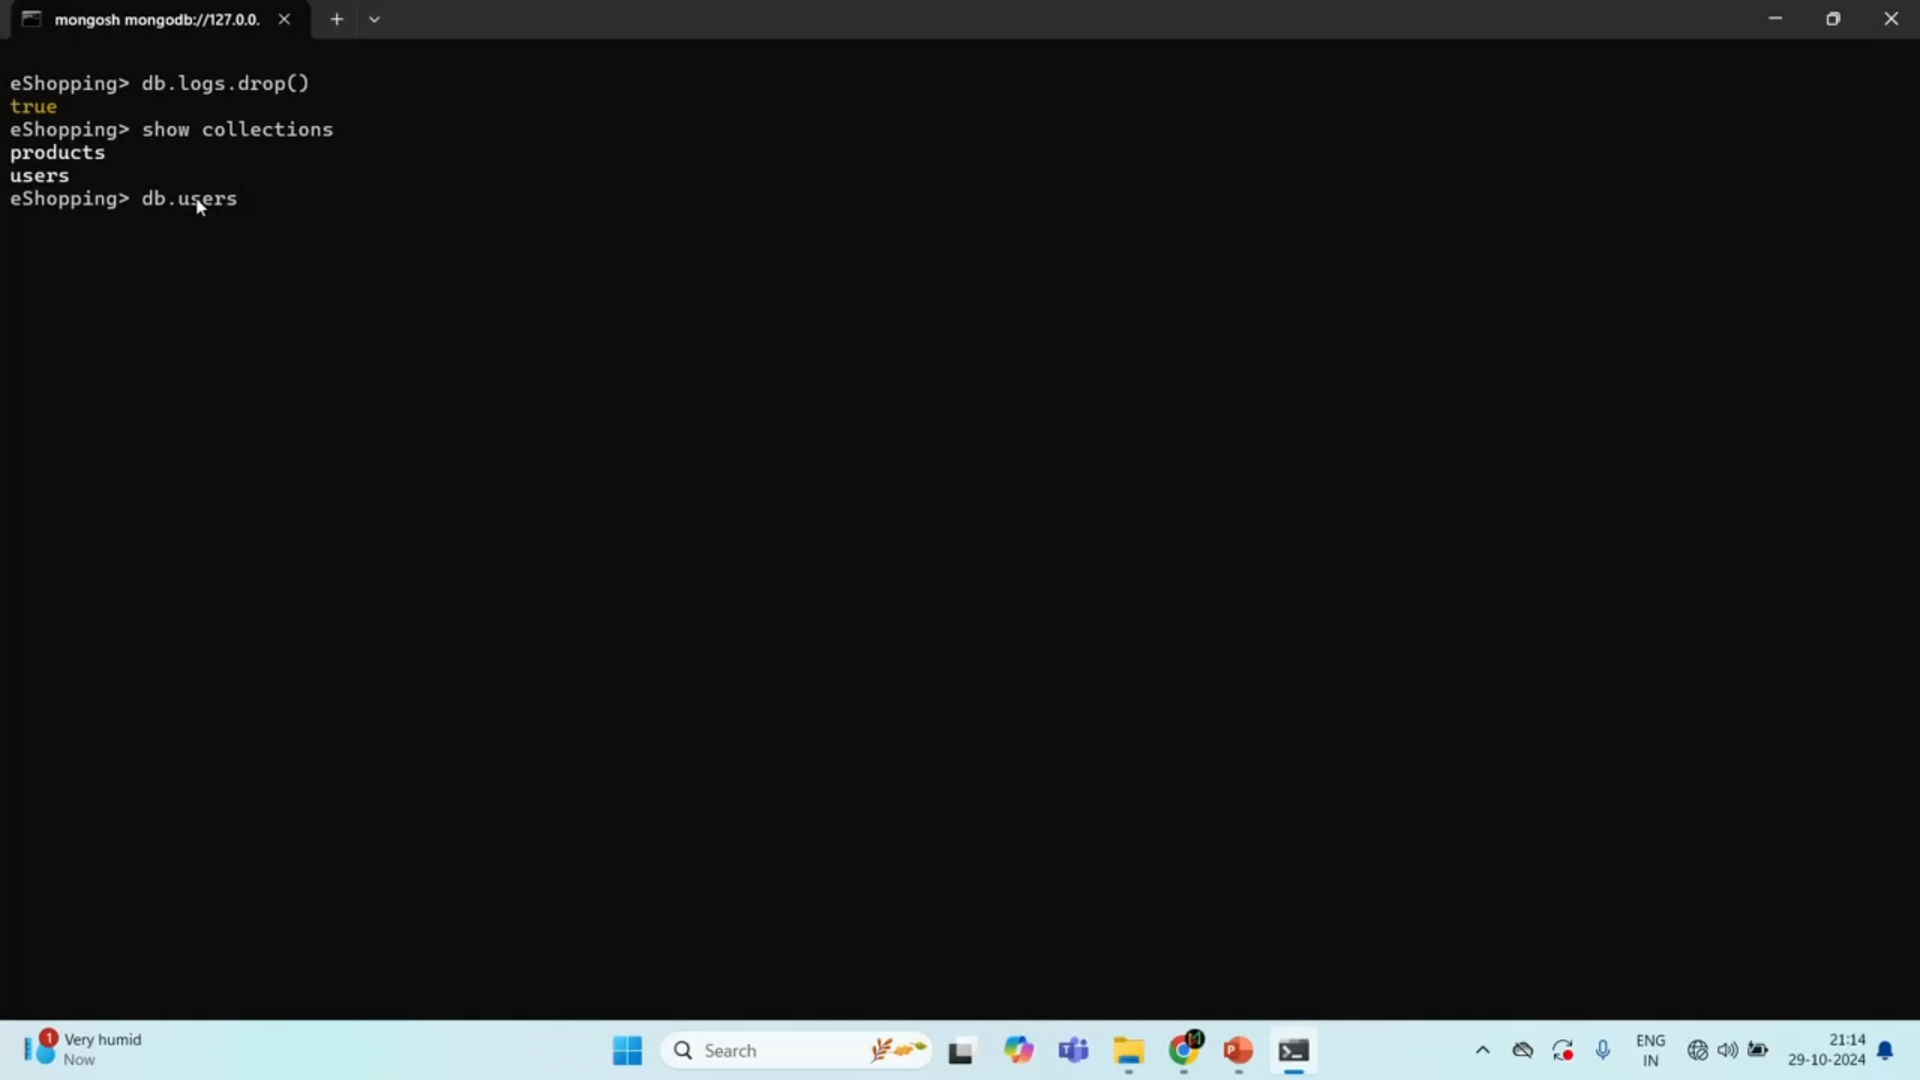 mongosh mongodb://127.0.0.
eShopping> db.logs.drop()
true
eShopping> show collections
products
users
eShopping> db.users
1
Very humid
Now
Search
ENG
IN
21:14
29-10-2024